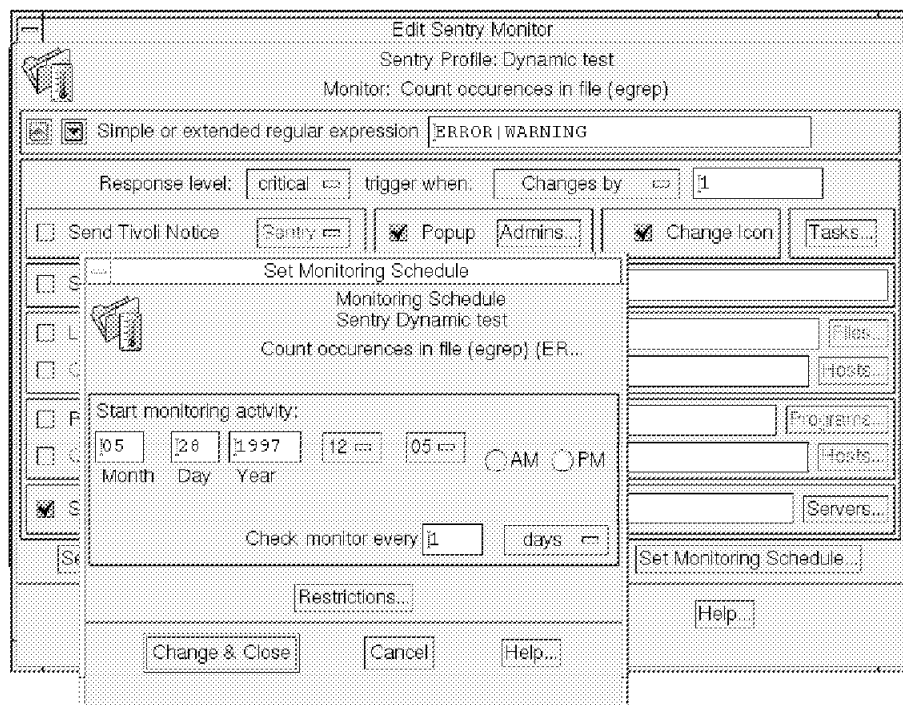 Edit Sentry Monitor
Sentry Profile: Dynamic test
Monitor: Count occurences in file (egrep)
Simple or extended regular expression ERROR|WARNING
Response level: critical trigger when: Changes by 1
Send Tivoli Notice Sentry Popup Admins... Change Icon Tasks...
Set Monitoring Schedule
S
Monitoring Schedule
Sentry Dynamic test
L Files...
Count occurences in file (egrep) (ER...
C Hosts...
Start monitoring activity:
R Programs...
05 28 1997 12 05 AM PM
C Hosts...
Month Day Year
S Servers...
Check monitor every 1 days
Se Set Monitoring Schedule...
Restrictions...
Help...
Change & Close Cancel Help...